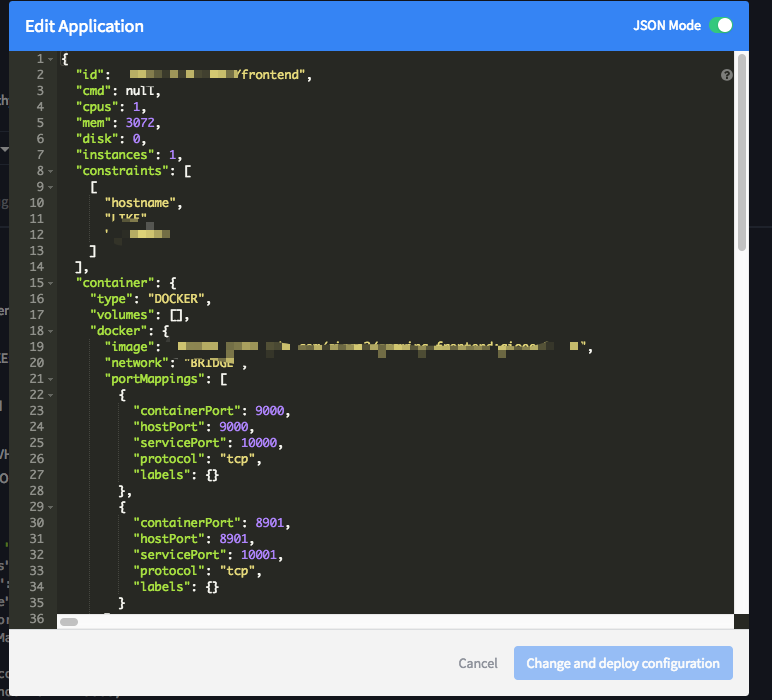 Edit Application
JSON Mode
1 {
2 "id": /frontend",
3 "cmd": null,
4 "cpus": 1,
5 "mem": 3072,
6 "disk": 0,
7 "instances": 1,
8 "constraints": [
9 [
10 "hostname",
11 "LIKE"
12 '
13 ]
14 ],
15 "container": {
16 "type": "DOCKER",
17 "volumes": [],
18 "docker": {
19 "image": ",
20 "network": "BRIDGE",
21 "portMappings": [
22 {
23 "containerPort": 9000,
24 "hostPort": 9000,
25 "servicePort": 10000,
26 "protocol": "tcp",
27 "labels": {}
28 },
29 {
30 "containerPort": 8901,
31 "hostPort": 8901,
32 "servicePort": 10001,
33 "protocol": "tcp",
34 "labels": {}
35 }
36
Cancel
Change and deploy configuration